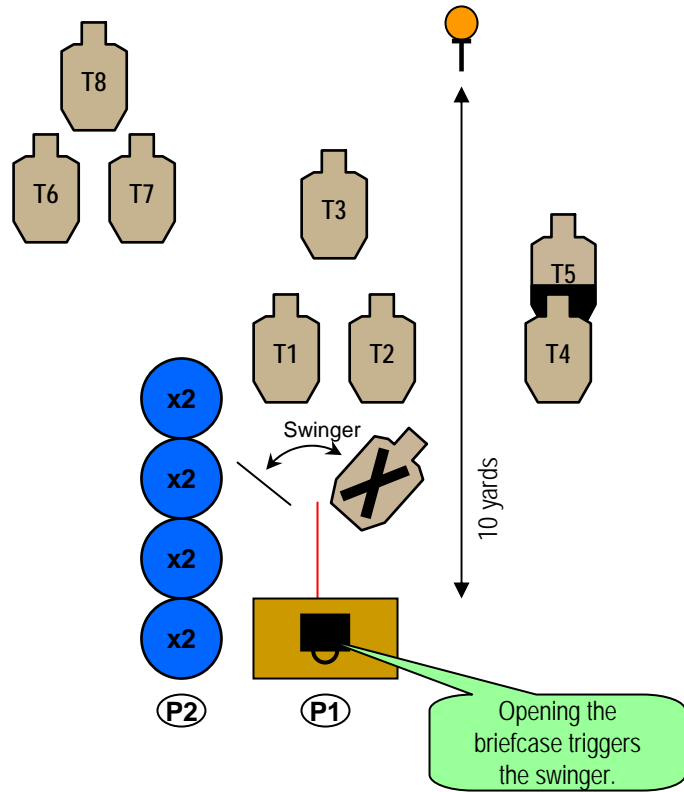 T8
T6
T7
T3
T5
T1
T2
T4
x2
Swinger
x2
10 yards
x2
x2
P2
P1
Opening the
briefcase triggers
the swinger.